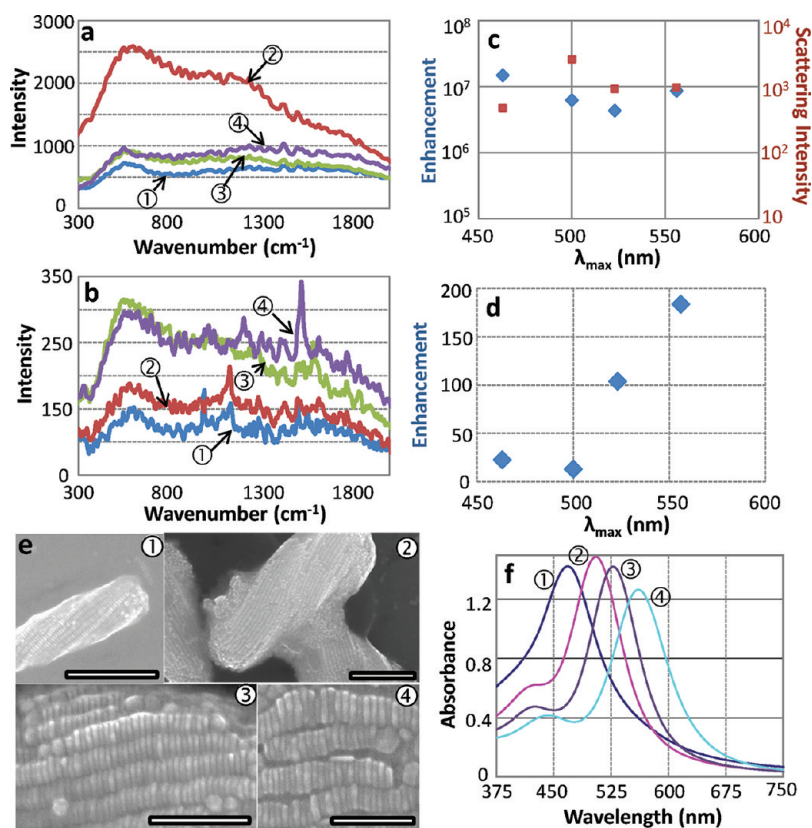 a
3000
2000
1000
0
Intensity
②
④
③
①
300 800 1300 1800
Wavenumber (cm⁻¹)
c
10⁸
10⁷
10⁶
10⁵
Enhancement
10⁴
10³
10²
10
Scattering Intensity
450 500 550 600
λmax (nm)
b
350
250
150
50
0
Intensity
④
②
③
①
300 800 1300 1800
Wavenumber (cm⁻¹)
d
200
150
100
50
0
Enhancement
450 500 550 600
λmax (nm)
e
①
②
③
④
f
① ② ③ ④
1.2
0.8
0.4
0
Absorbance
375 450 525 600 675 750
Wavelength (nm)